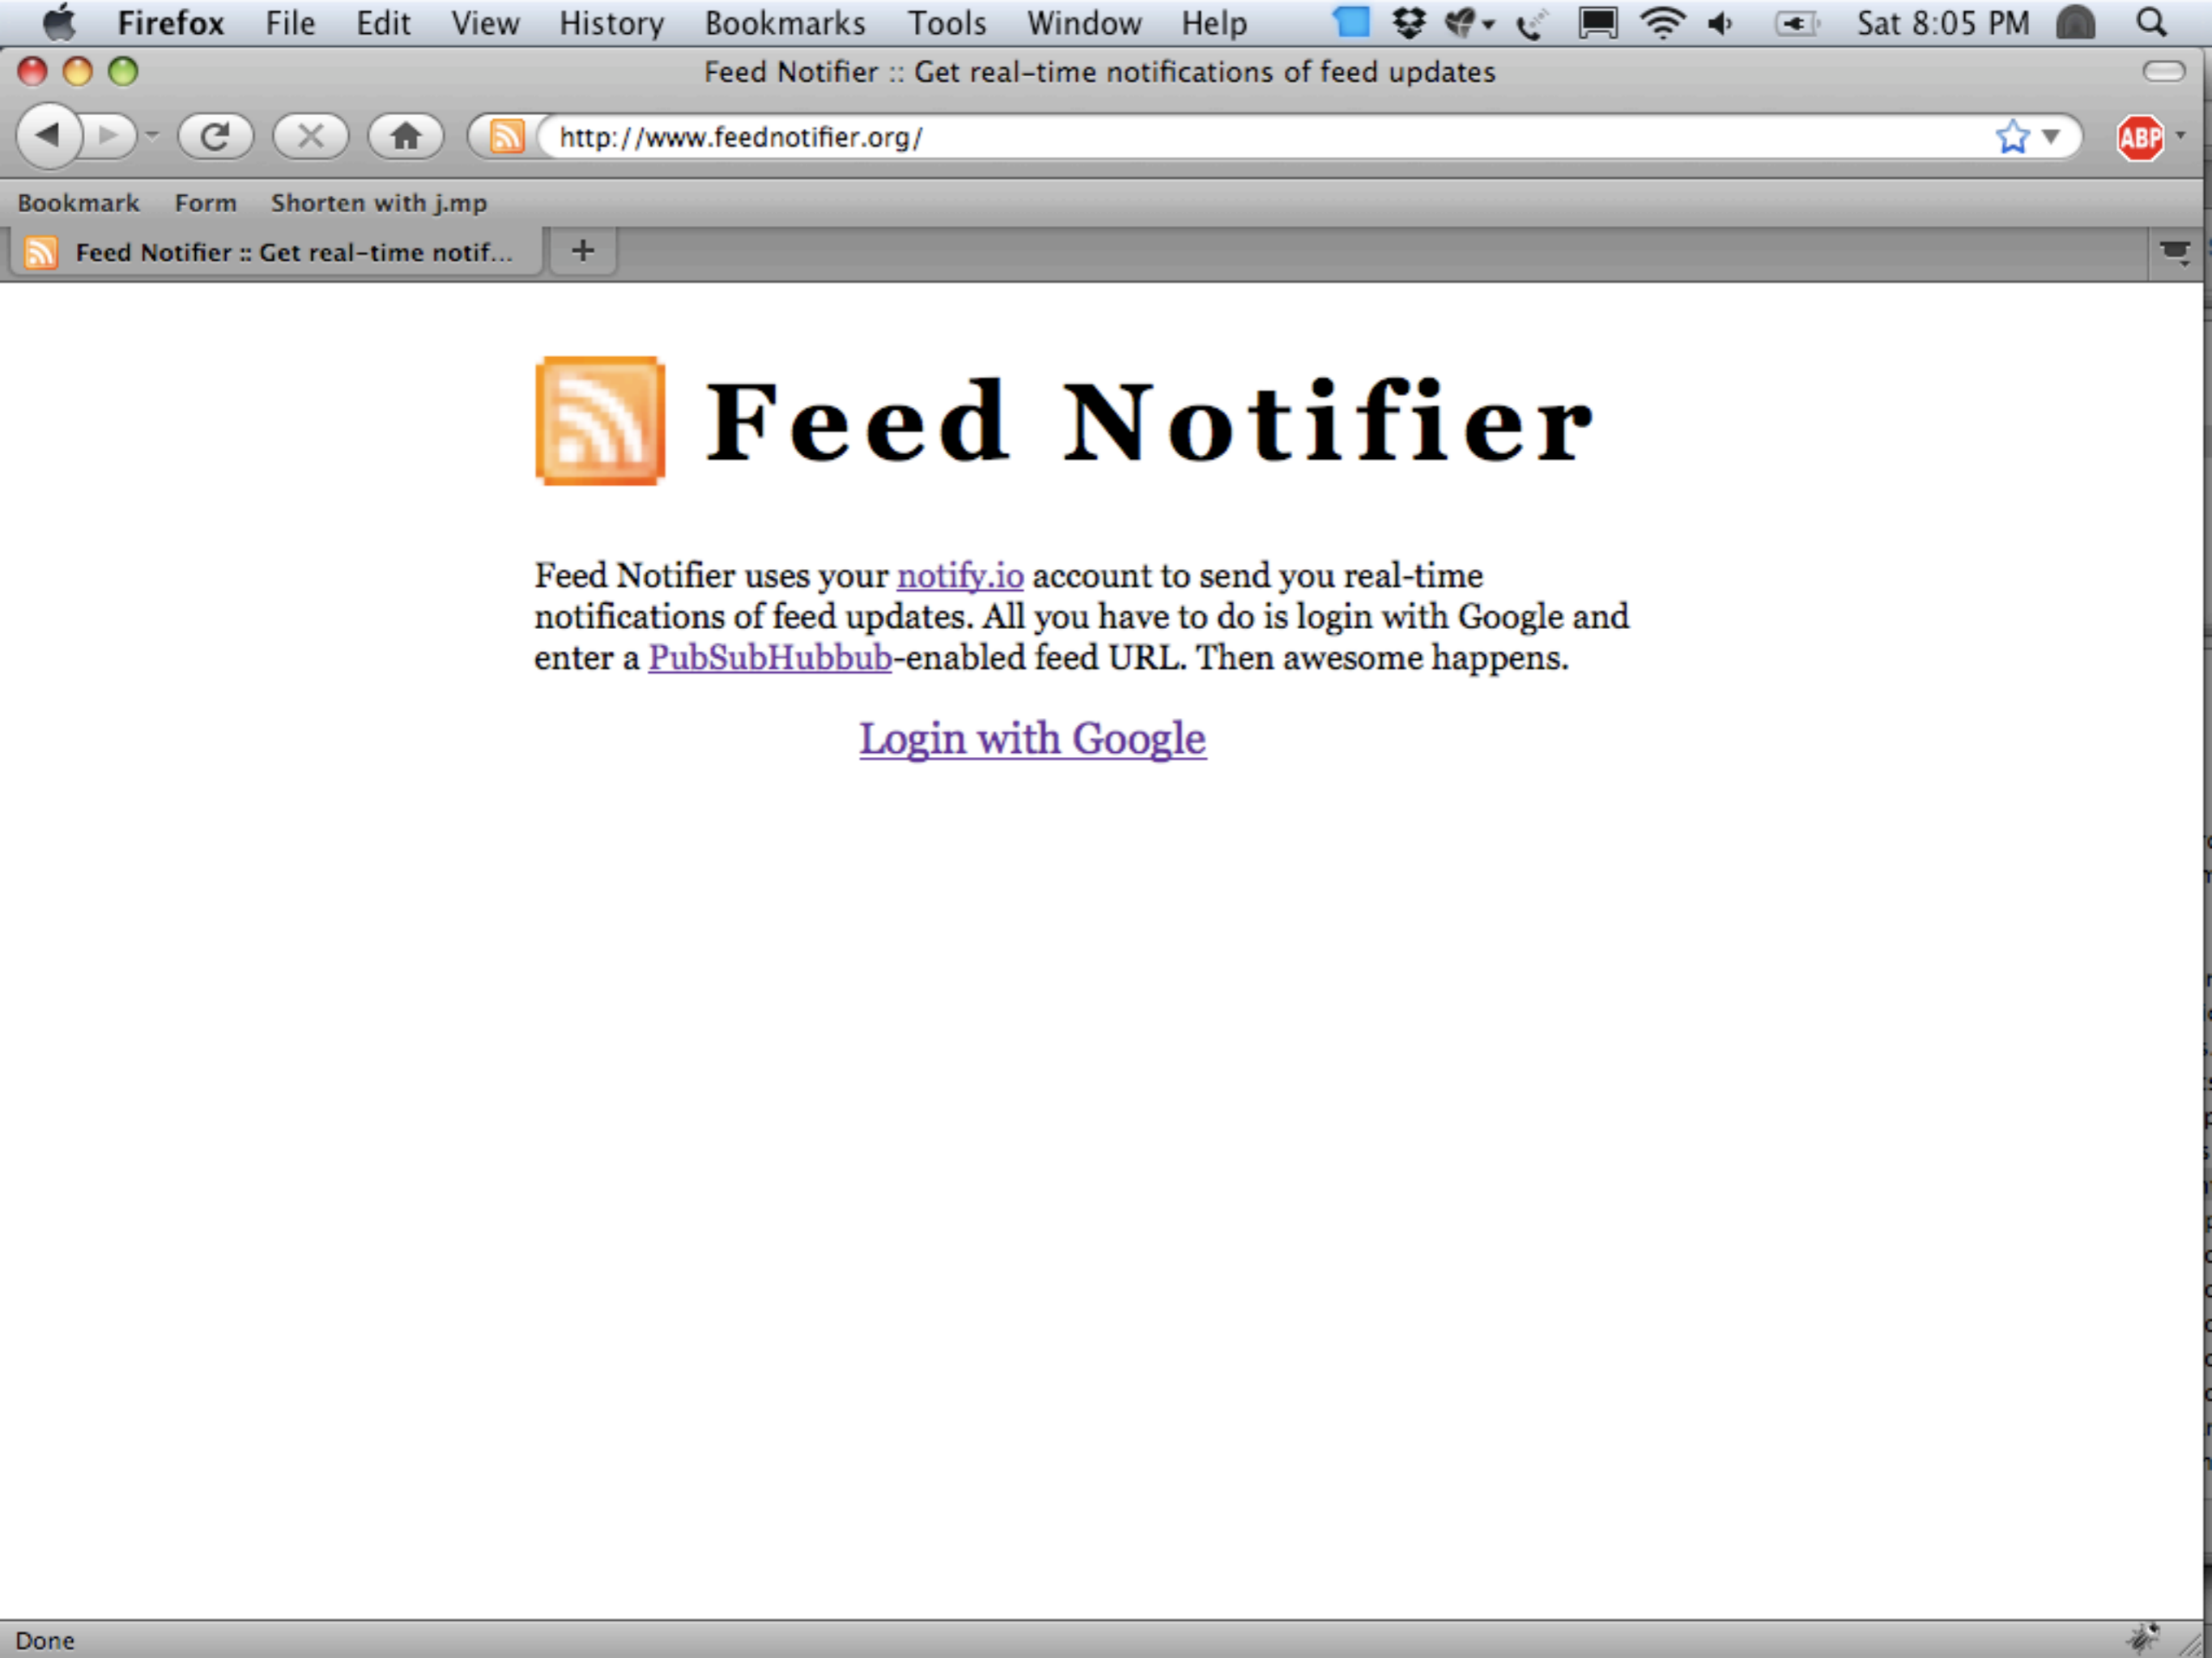 Firefox File Edit View History Bookmarks Tools Window Help Sat 8:05 PM
Feed Notifier :: Get real-time notifications of feed updates
http://www.feednotifier.org/
ABP
Bookmark Form Shorten with j.mp
Feed Notifier :: Get real-time notif...
Feed Notifier
Feed Notifier uses your notify.io account to send you real-time
notifications of feed updates. All you have to do is login with Google and
enter a PubSubHubbub-enabled feed URL. Then awesome happens.
Login with Google
Done